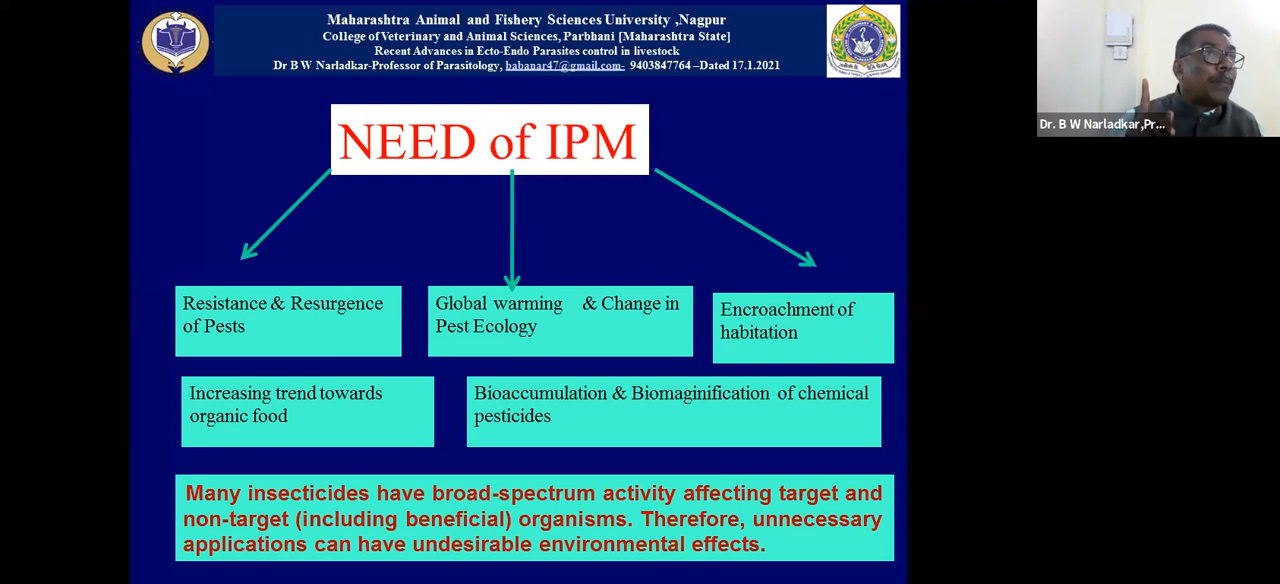 Maharashtra Animal and Fishery Sciences University ,Nagpur
College of Veterinary and Animal Sciences, Parbhani [Maharashtra State]
Recent Advances in Ecto-Endo Parasites control in livestock
Dr B W Narladkar-Professor of Parasitology, babanar47@gmail.com- 9403847764 –Dated 17.1.2021
Dr. B W Narladkar,Pr...
NEED of IPM
Resistance & Resurgence
of Pests
Global warming & Change in
Pest Ecology
Encroachment of
habitation
Increasing trend towards
organic food
Bioaccumulation & Biomaginification of chemical
pesticides
Many insecticides have broad-spectrum activity affecting target and
non-target (including beneficial) organisms. Therefore, unnecessary
applications can have undesirable environmental effects.